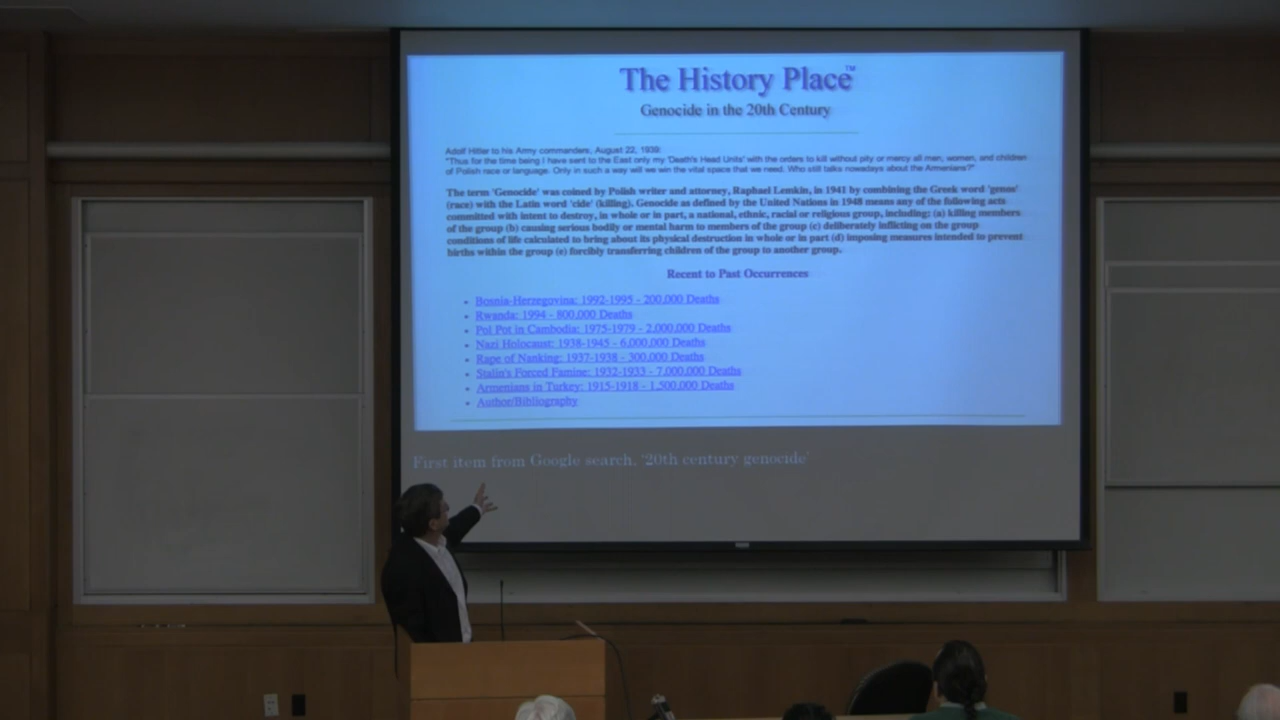 The History Place™
Genocide in the 20th Century
Adolf Hitler to his Army commanders, August 22, 1939:
"Thus for the time being I have sent to the East only my 'Death's Head Units' with the orders to kill without pity or mercy all men, women, and children
of Polish race or language. Only in such a way will we win the vital space that we need. Who still talks nowadays about the Armenians?"
The term 'Genocide' was coined by Polish writer and attorney, Raphael Lemkin, in 1941 by combining the Greek word 'genos'
(race) with the Latin word 'cide' (killing). Genocide as defined by the United Nations in 1948 means any of the following acts
committed with intent to destroy, in whole or in part, a national, ethnic, racial or religious group, including: (a) killing members
of the group (b) causing serious bodily or mental harm to members of the group (c) deliberately inflicting on the group
conditions of life calculated to bring about its physical destruction in whole or in part (d) imposing measures intended to prevent
births within the group (e) forcibly transferring children of the group to another group.
Recent to Past Occurrences
Bosnia-Herzegovina: 1992-1995 - 200,000 Deaths
Rwanda: 1994 - 800,000 Deaths
Pol Pot in Cambodia: 1975-1979 - 2,000,000 Deaths
Nazi Holocaust: 1938-1945 - 6,000,000 Deaths
Rape of Nanking: 1937-1938 - 300,000 Deaths
Stalin's Forced Famine: 1932-1933 - 7,000,000 Deaths
Armenians in Turkey: 1915-1918 - 1,500,000 Deaths
Author/Bibliography
First item from Google search, '20th century genocide'